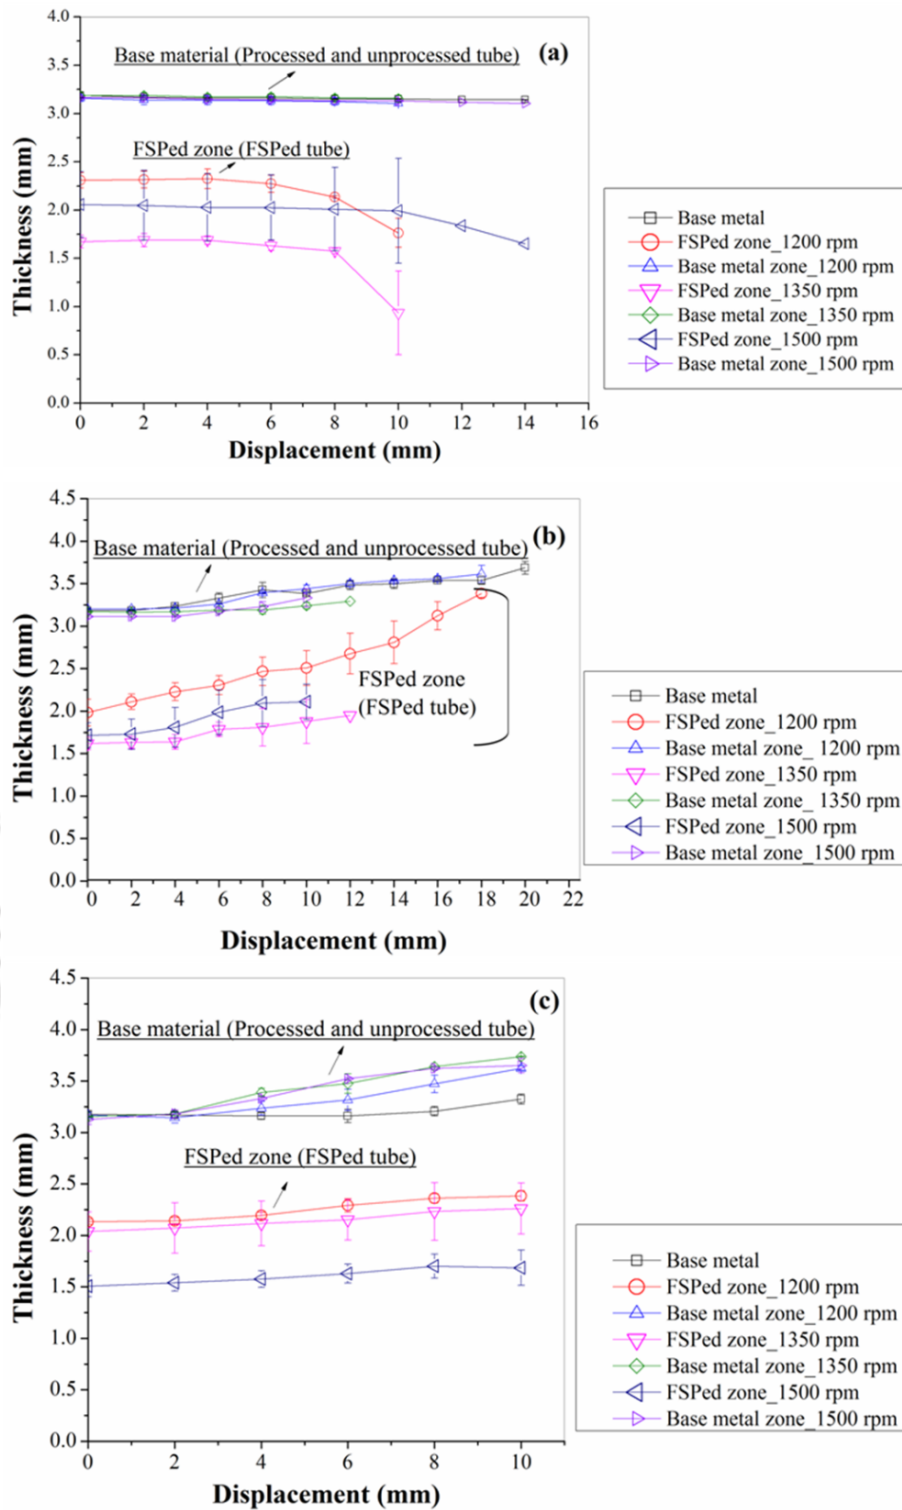 4.0
3.5
3.0
2.5
2.0
1.5
1.0
0.5
0.0
Base material (Processed and unprocessed tube)
(a)
FSPed zone (FSPed tube)
Thickness (mm)
0 2 4 6 8 10 12 14 16
Displacement (mm)
Base metal
FSPed zone_1200 rpm
Base metal zone_1200 rpm
FSPed zone_1350 rpm
Base metal zone_1350 rpm
FSPed zone_1500 rpm
Base metal zone_1500 rpm
4.5
4.0
3.5
3.0
2.5
2.0
1.5
1.0
0.5
0.0
Base material (Processed and unprocessed tube)
(b)
FSPed zone
(FSPed tube)
Thickness (mm)
0 2 4 6 8 10 12 14 16 18 20 22
Displacement (mm)
Base metal
FSPed zone_1200 rpm
Base metal zone_1200 rpm
FSPed zone_1350 rpm
Base metal zone_ 1350 rpm
FSPed zone_1500 rpm
Base metal zone_1500 rpm
4.5
4.0
3.5
3.0
2.5
2.0
1.5
1.0
0.5
0.0
(c)
Base material (Processed and unprocessed tube)
FSPed zone (FSPed tube)
Thickness (mm)
0 2 4 6 8 10
Displacement (mm)
Base metal
FSPed zone_1200 rpm
Base metal zone_1200 rpm
FSPed zone_1350 rpm
Base metal zone_1350 rpm
FSPed zone_1500 rpm
Base metal zone_1500 rpm